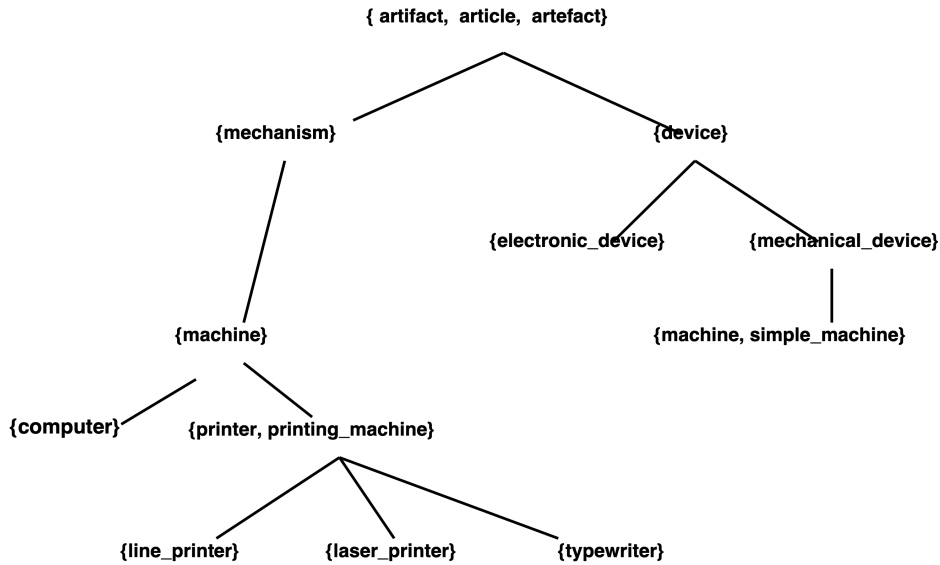 { artifact, article, artefact}
{mechanism} {device}
{electronic_device} {mechanical_device}
{machine} {machine, simple_machine}
{computer} {printer, printing_machine}
{line_printer} {laser_printer} {typewriter}